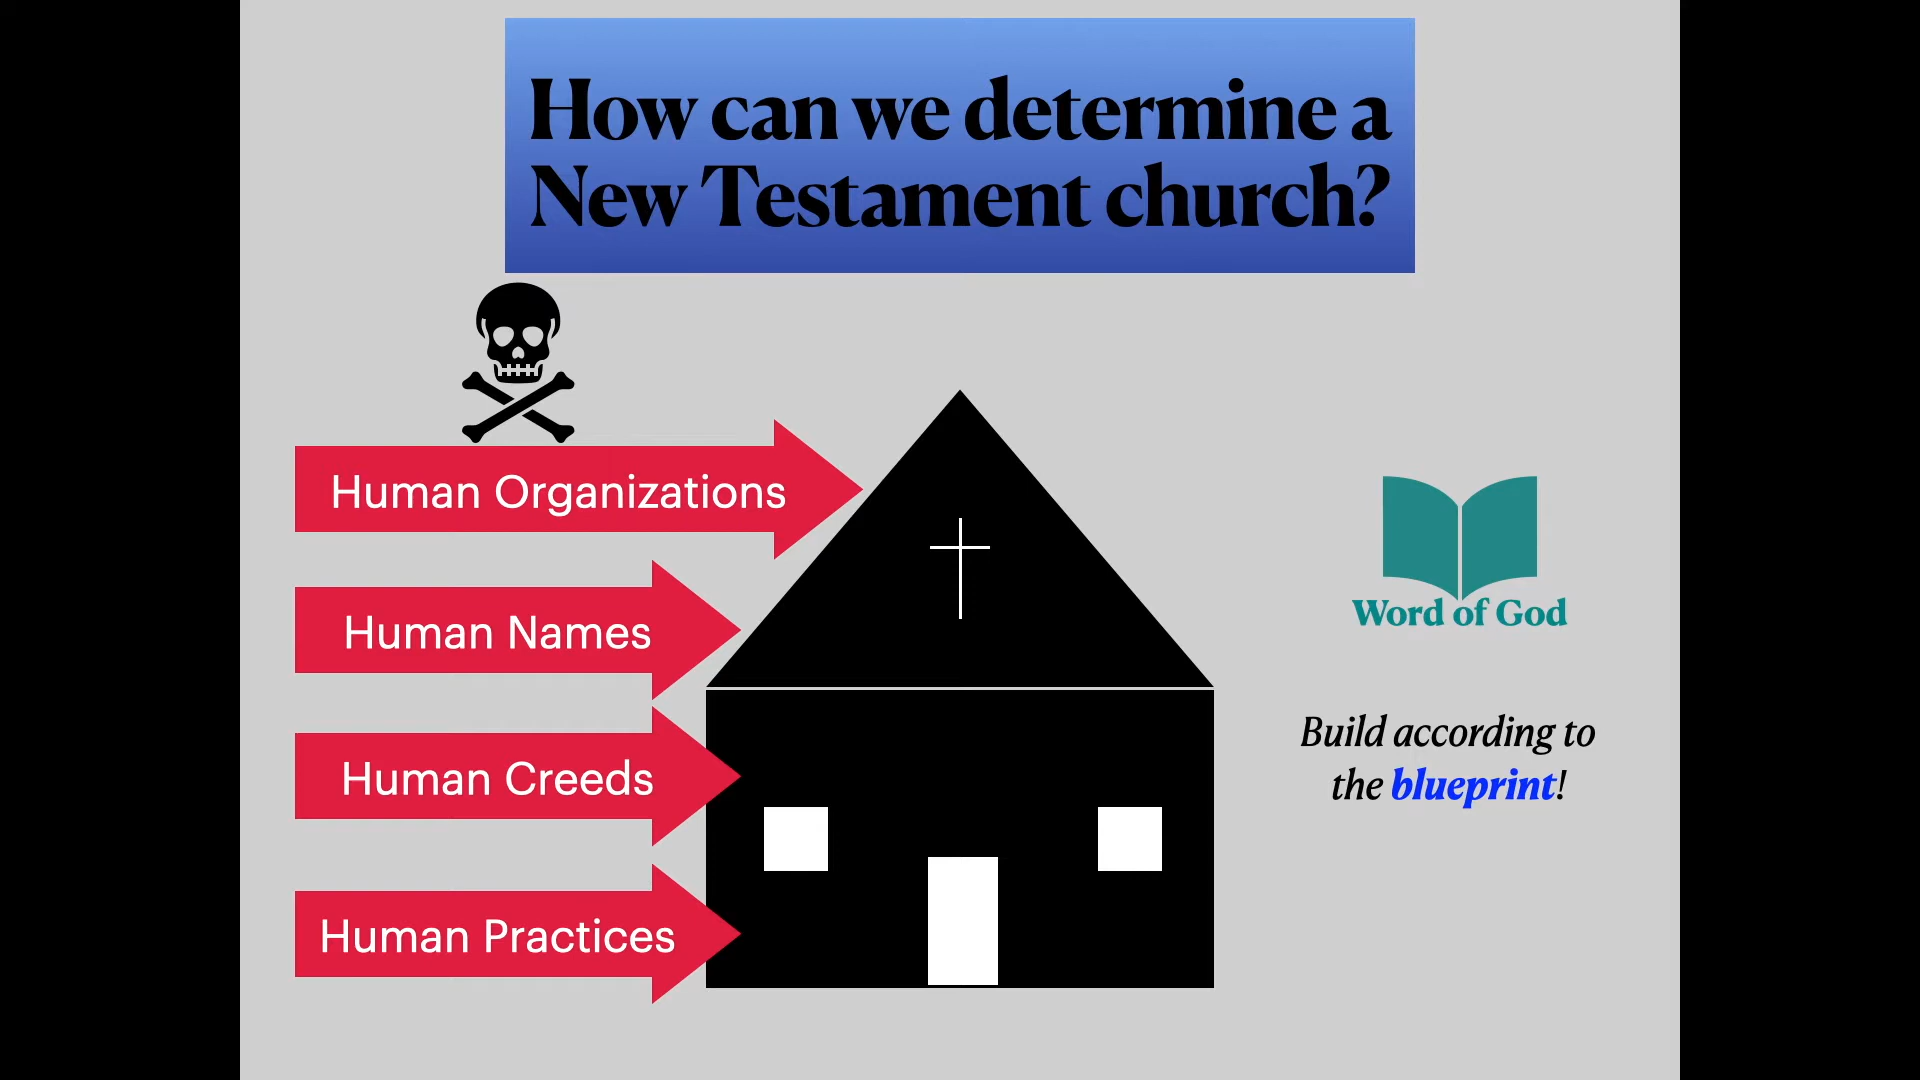 How can we determine a
New Testament church?
Human Organizations
Human Names
Human Creeds
Human Practices
Word of God
Build according to
the blueprint!